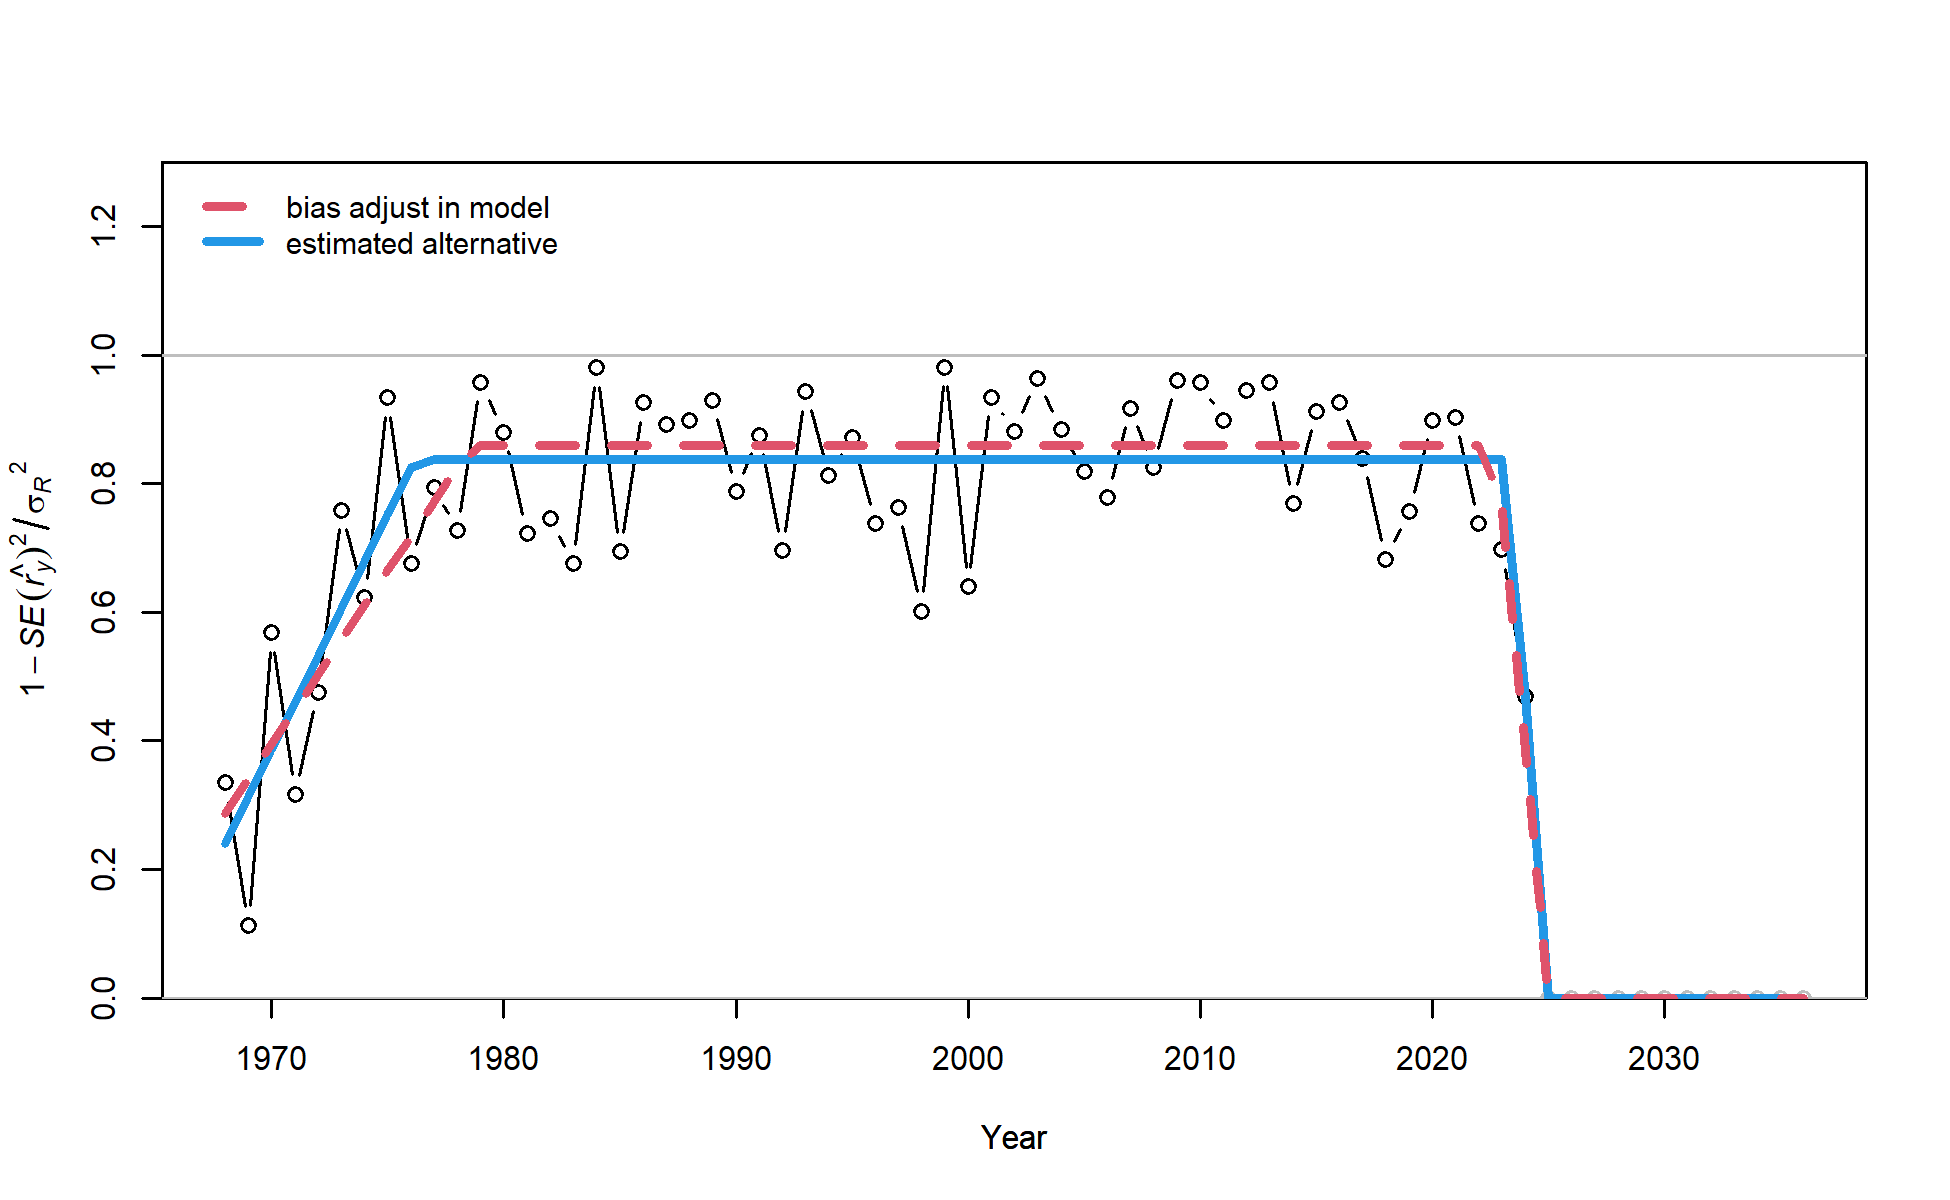 bias adjust in model
estimated alternative
1.2
1.0
0.8
0.6
0.4
0.2
0.0
1 − SE(r̂y)² / σR²
1970 1980 1990 2000 2010 2020 2030
Year